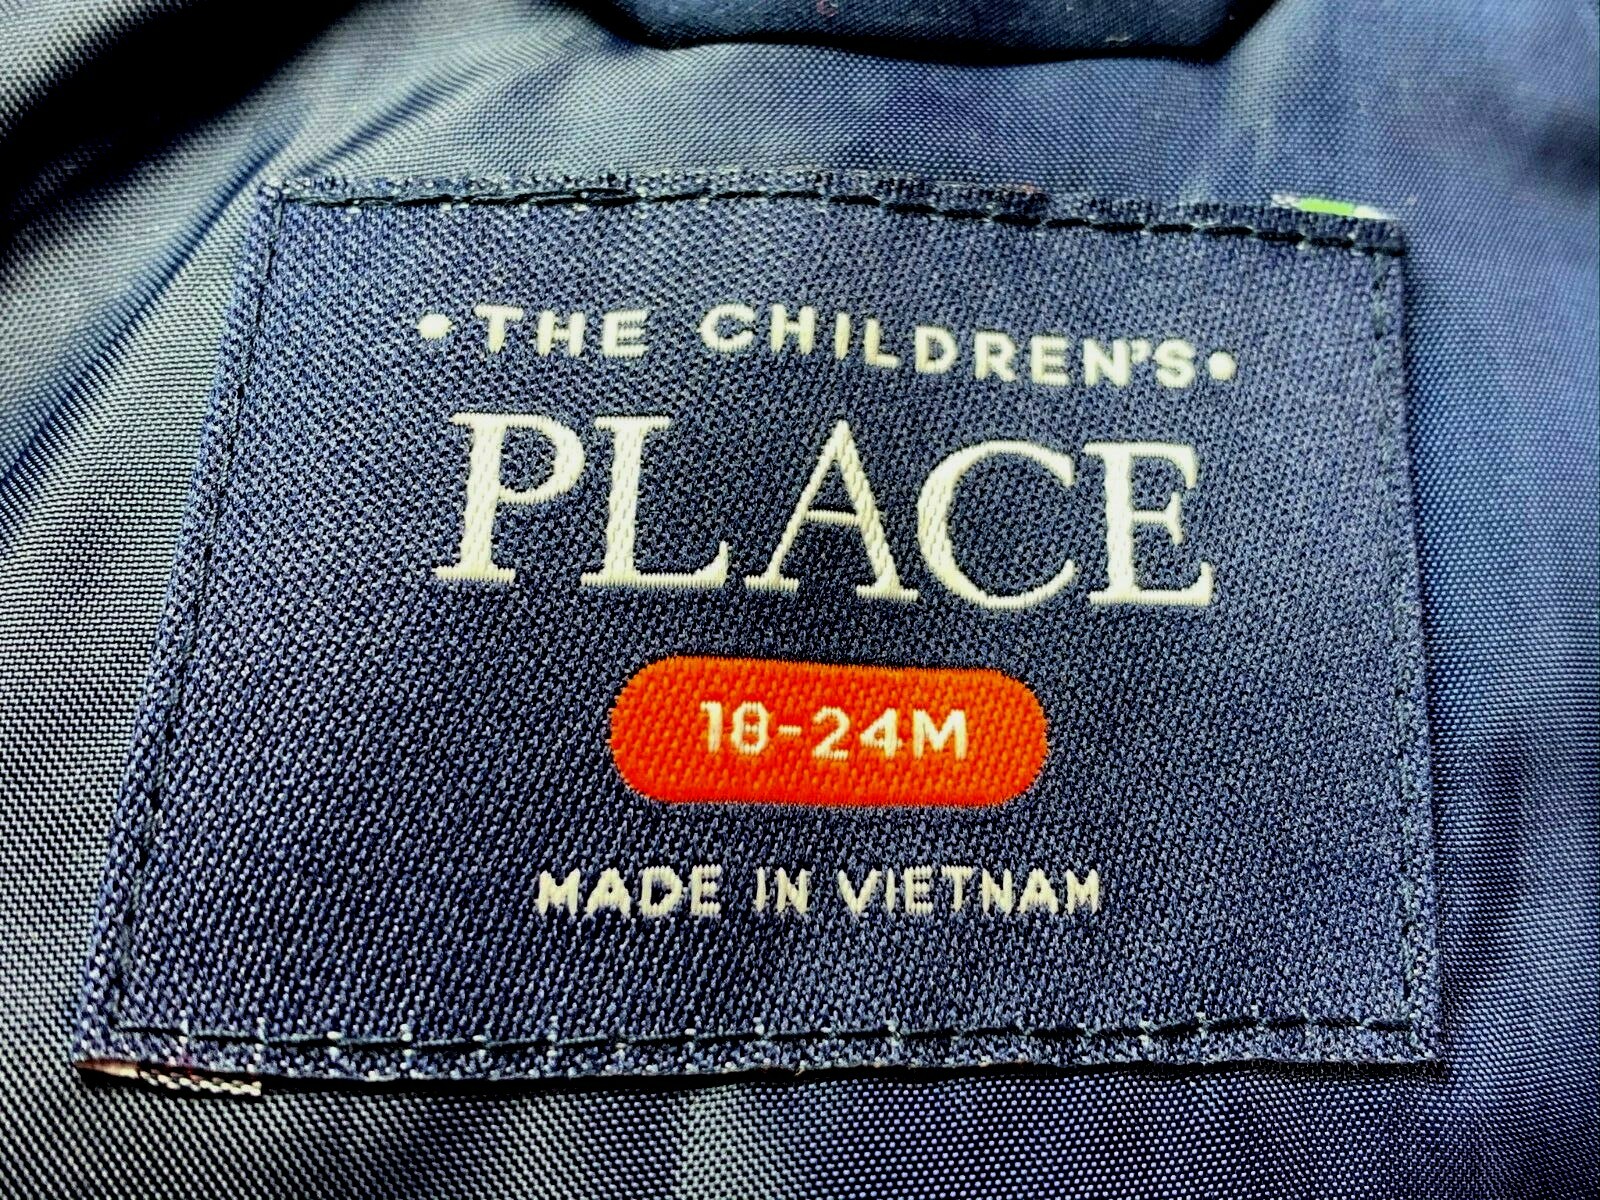 • THE CHILDREN'S •
PLACE
18-24M
MADE IN VIETNAM